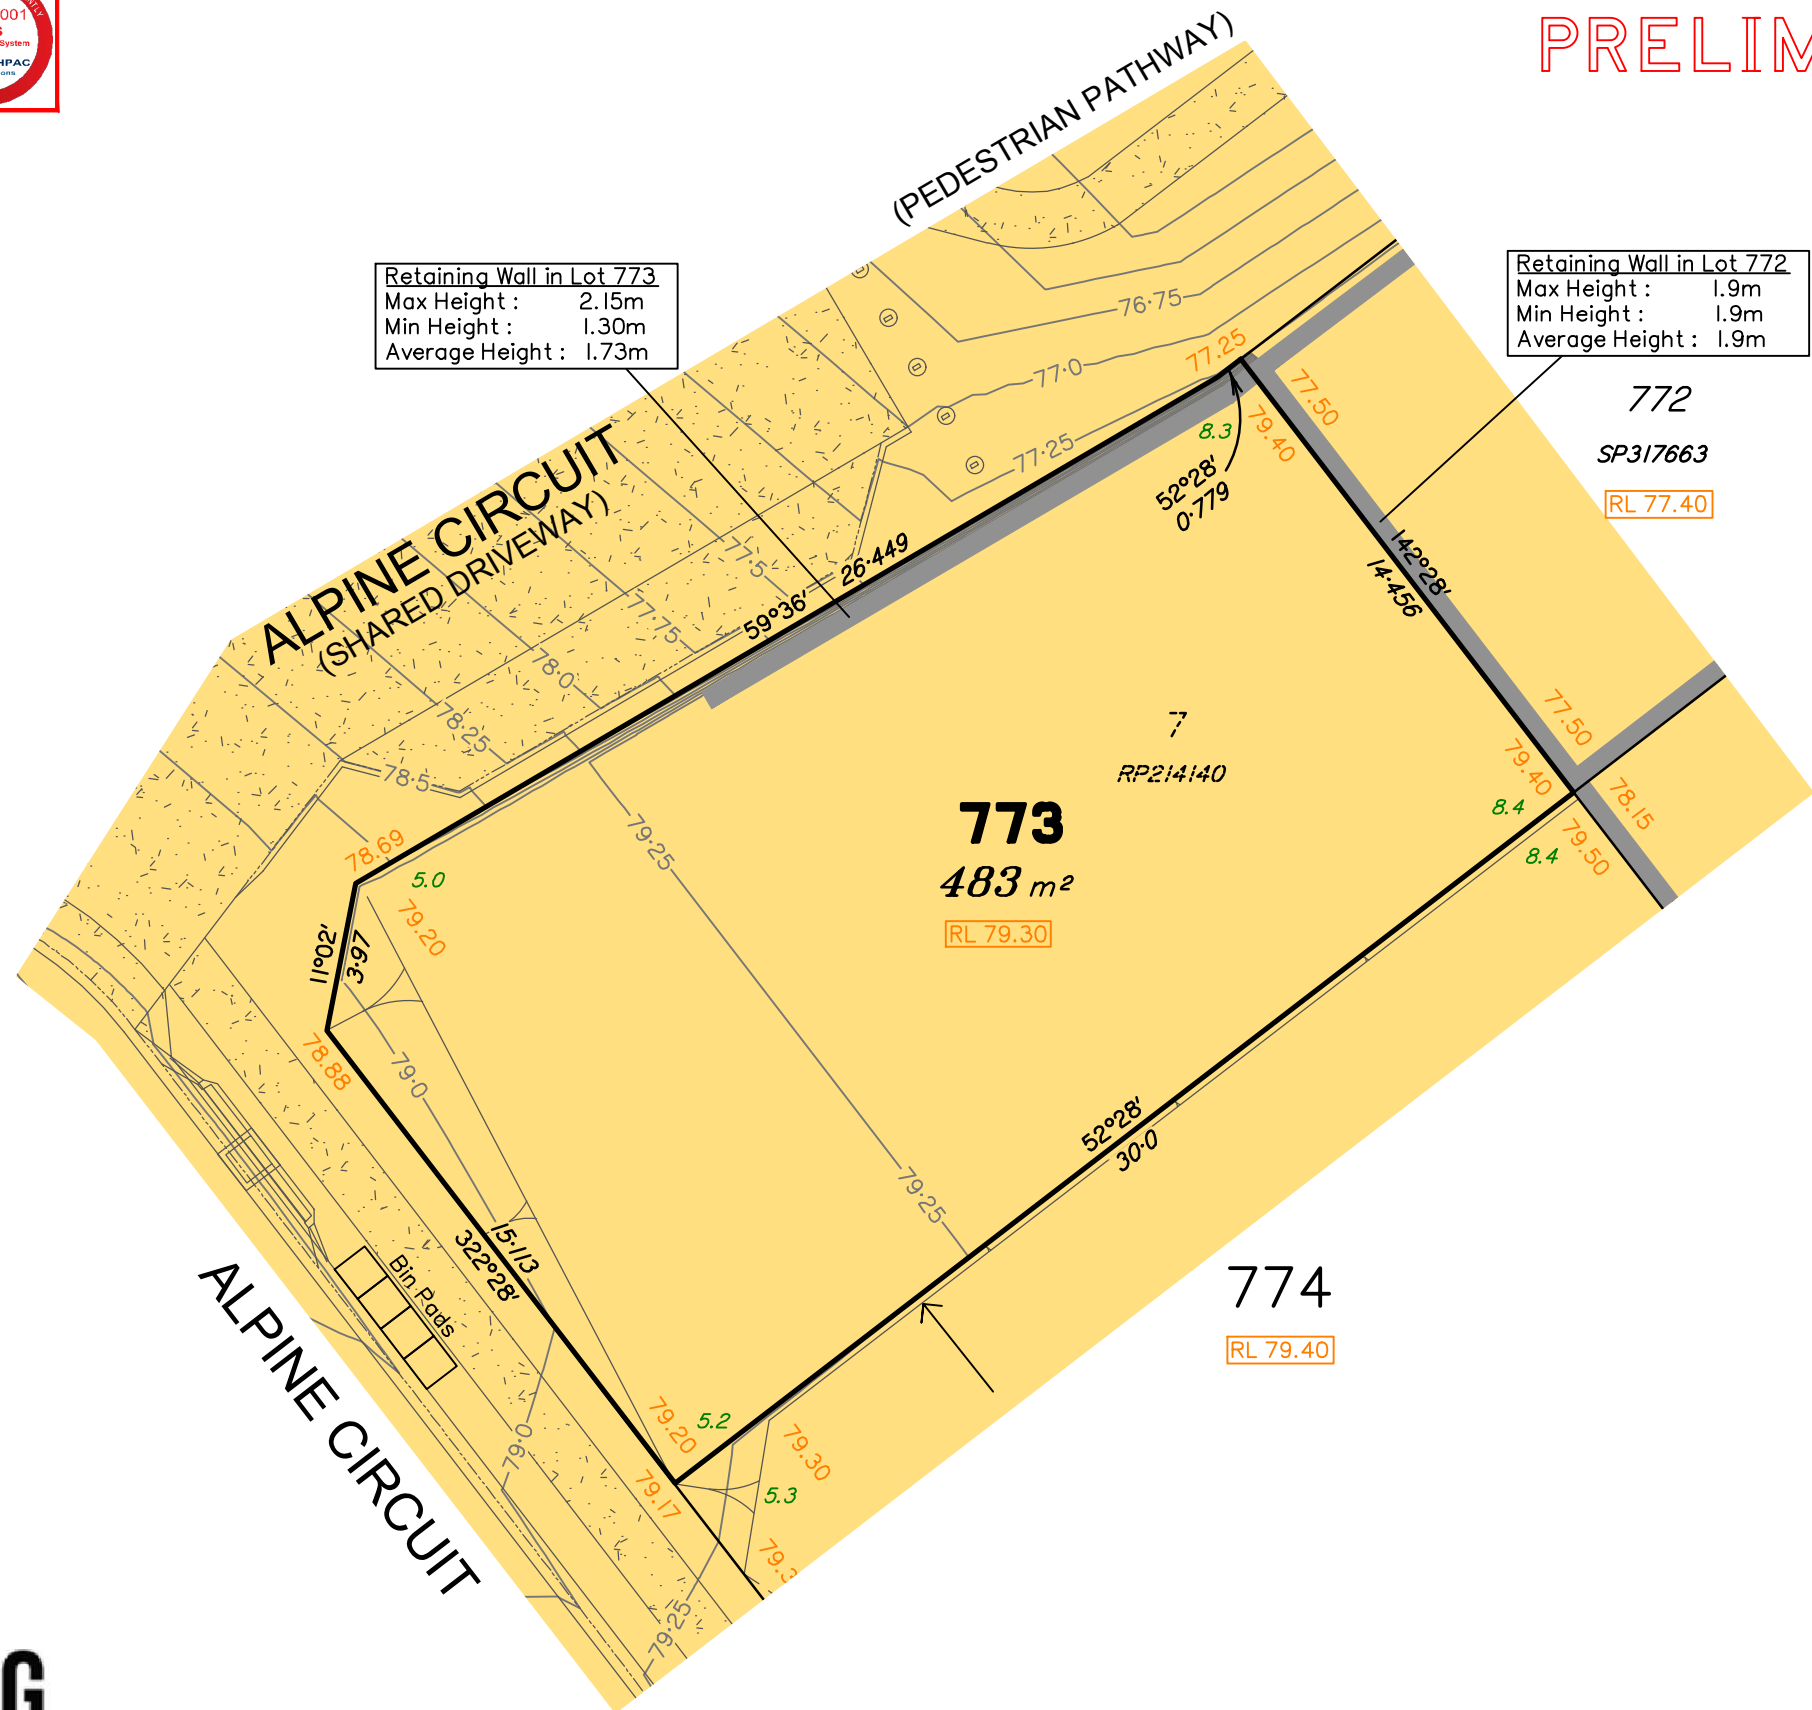 001
S
System
HPAC
ons
PRELIM
(PEDESTRIAN PATHWAY)
Retaining Wall in Lot 773
Max Height : 2.15m
Min Height : 1.30m
Average Height : 1.73m
Retaining Wall in Lot 772
Max Height : 1.9m
Min Height : 1.9m
Average Height : 1.9m
772
SP317663
RL 77.40
76·75
77·0
77·25
77.25
77.50
79.40
8.3
52°28'
0·779
ALPINE CIRCUIT
(SHARED DRIVEWAY)
26·449
59°36'
77·5
77·75
78·0
78·25
78·5
142°28'
14·456
7
RP214140
773
483 m²
RL 79.30
77.50
79.40
78.15
8.4
79.50
8.4
78.69
5.0
79.20
11°02'
3·97
78.88
79·0
79·25
79·25
52°28'
30·0
15·113
322°28'
Bin Pads
ALPINE CIRCUIT
774
RL 79.40
79.20
5.2
79.30
79.17
5.3
79·0
79.3
79·25
G